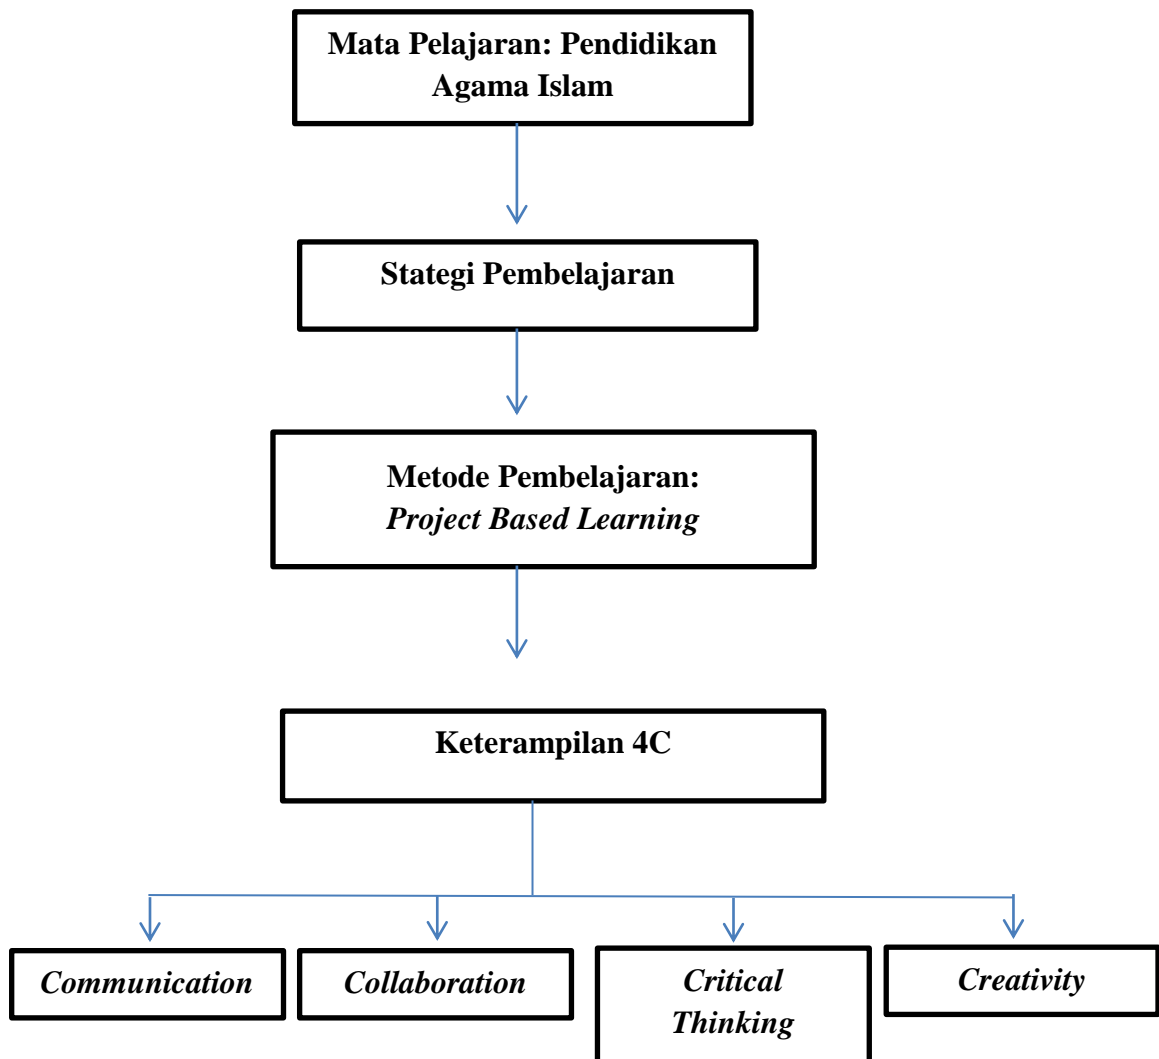 Mata Pelajaran: Pendidikan
Agama Islam
Stategi Pembelajaran
Metode Pembelajaran:
Project Based Learning
Keterampilan 4C
Communication
Collaboration
Critical
Thinking
Creativity